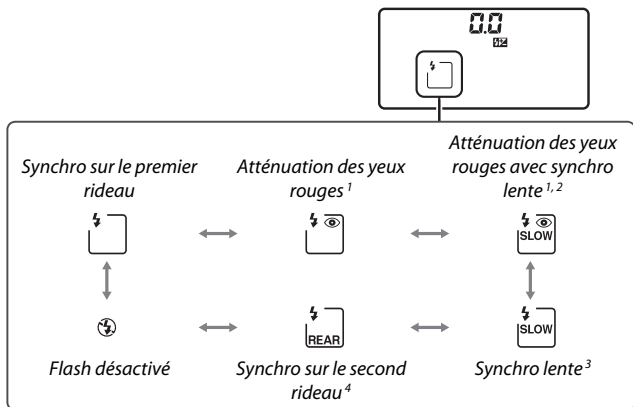 0.0
Synchro sur le premier
rideau
Atténuation des yeux
rouges 1
Atténuation des yeux
rouges avec synchro
lente 1, 2
SLOW
REAR
SLOW
Flash désactivé
Synchro sur le second
rideau 4
Synchro lente 3